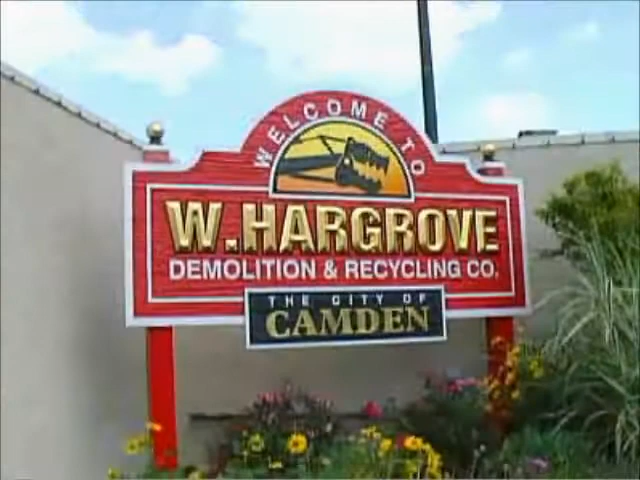 WELCOME TO
W. HARGROVE
DEMOLITION & RECYCLING CO.
THE CITY OF
CAMDEN